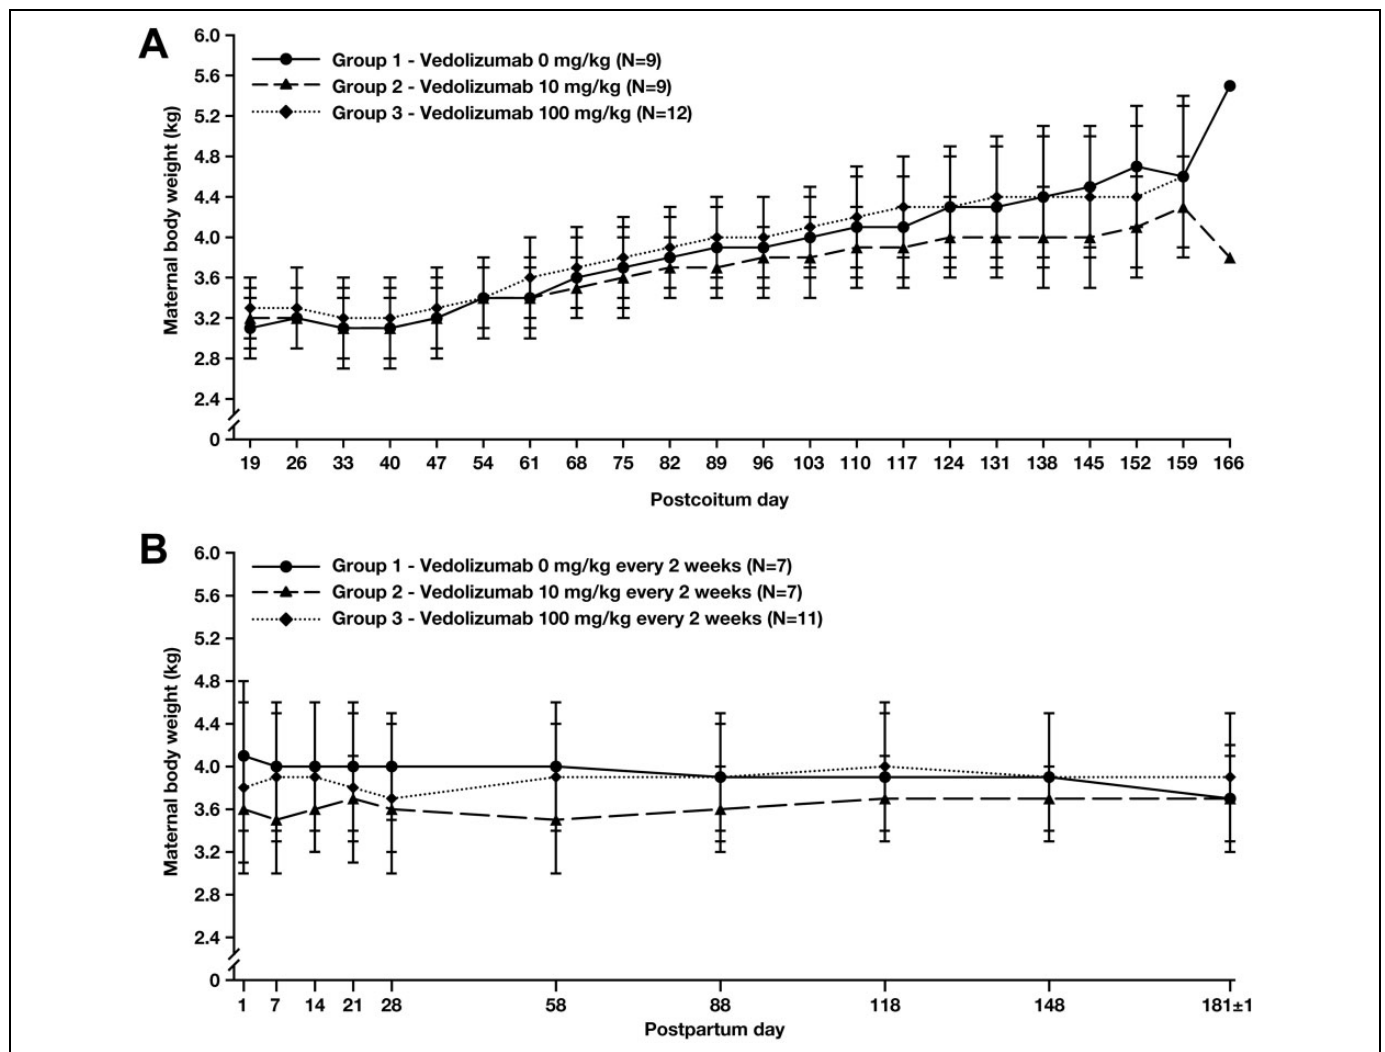 A
6.0
5.6
5.2
4.8
4.4
4.0
3.6
3.2
2.8
2.4
0
Maternal body weight (kg)
Group 1 - Vedolizumab 0 mg/kg (N=9)
Group 2 - Vedolizumab 10 mg/kg (N=9)
Group 3 - Vedolizumab 100 mg/kg (N=12)
19 26 33 40 47 54 61 68 75 82 89 96 103 110 117 124 131 138 145 152 159 166
Postcoitum day
B
6.0
5.6
5.2
4.8
4.4
4.0
3.6
3.2
2.8
2.4
0
Maternal body weight (kg)
Group 1 - Vedolizumab 0 mg/kg every 2 weeks (N=7)
Group 2 - Vedolizumab 10 mg/kg every 2 weeks (N=7)
Group 3 - Vedolizumab 100 mg/kg every 2 weeks (N=11)
1 7 14 21 28 58 88 118 148 181±1
Postpartum day